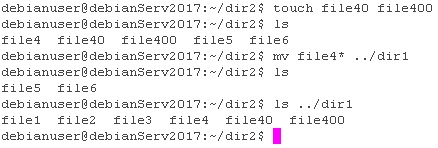 debianuser@debianServ2017:~/dir2$ touch file40 file400
debianuser@debianServ2017:~/dir2$ ls
file4  file40  file400  file5  file6
debianuser@debianServ2017:~/dir2$ mv file4* ../dir1
debianuser@debianServ2017:~/dir2$ ls
file5  file6
debianuser@debianServ2017:~/dir2$ ls ../dir1
file1  file2  file3  file4  file40  file400
debianuser@debianServ2017:~/dir2$